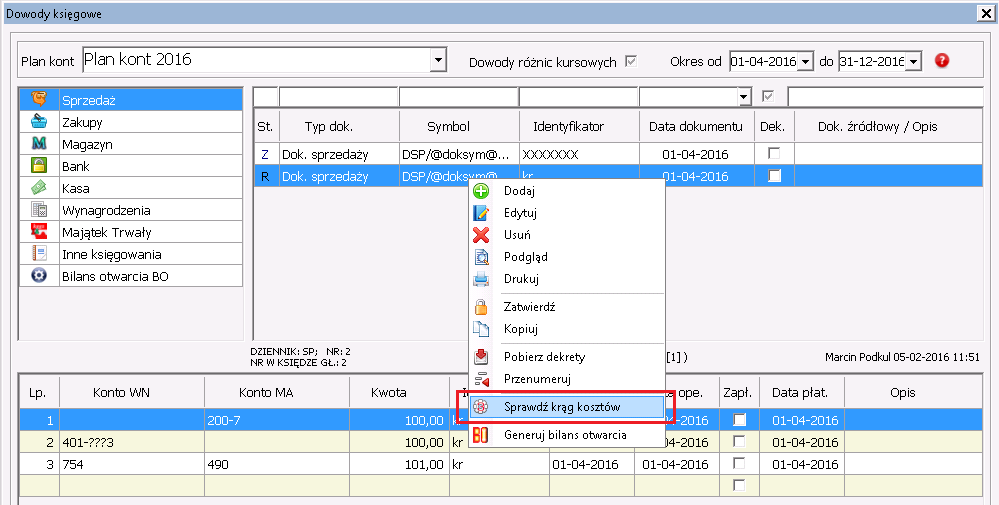 Dowody księgowe
Plan kont Plan kont 2016 Dowody różnic kursowych Okres od 01-04-2016 do 31-12-2016
Sprzedaż
Zakupy
Magazyn
Bank
Kasa
Wynagrodzenia
Majątek Trwały
Inne księgowania
Bilans otwarcia BO
St. Typ dok. Symbol Identyfikator Data dokumentu Dek. Dok. źródłowy / Opis
Z Dok. sprzedaży DSP/@doksym@... XXXXXXX 01-04-2016
R Dok. sprzedaży DSP/@doksym@ kr 01-04-2016
Dodaj
Edytuj
Usuń
Podgląd
Drukuj
Zatwierdź
Kopiuj
Pobierz dekrety
Przenumeruj
Sprawdź krąg kosztów
Generuj bilans otwarcia
DZIENNIK: SP; NR: 2
NR W KSIĘDZE GŁ.: 2
[1] )
Marcin Podkul 05-02-2016 11:51
Lp. Konto WN Konto MA Kwota ope. Zapł. Data płat. Opis
1 200-7 100,00 kr 04-2016 01-04-2016
2 401-???3 100,00 kr 04-2016 01-04-2016
3 754 490 101,00 kr 01-04-2016 01-04-2016 01-04-2016